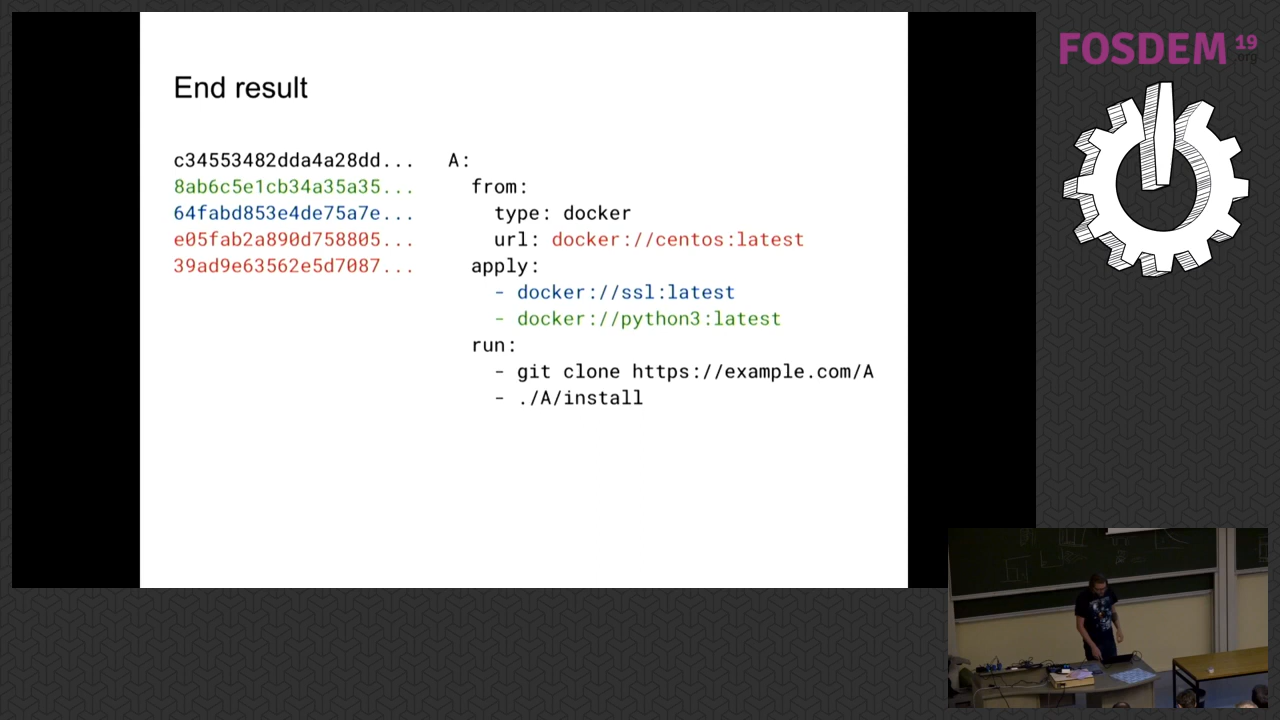 End result
c34553482dda4a28dd...
8ab6c5e1cb34a35a35...
64fabd853e4de75a7e...
e05fab2a890d758805...
39ad9e63562e5d7087...
A:
from:
type: docker
url: docker://centos:latest
apply:
- docker://ssl:latest
- docker://python3:latest
run:
- git clone https://example.com/A
- ./A/install
FOSDEM 19
.org